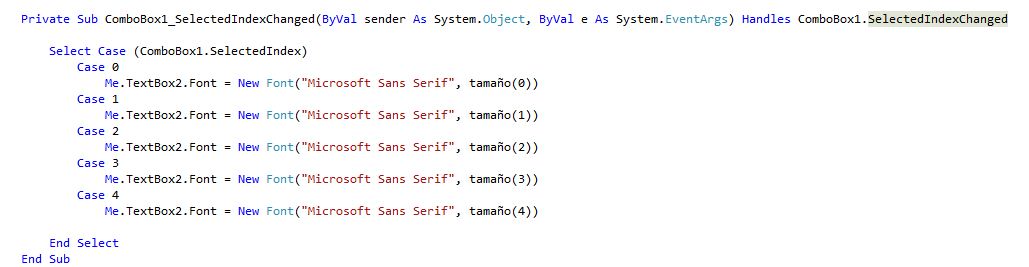 Private Sub ComboBox1_SelectedIndexChanged(ByVal sender As System.Object, ByVal e As System.EventArgs) Handles ComboBox1.SelectedIndexChanged
Select Case (ComboBox1.SelectedIndex)
Case 0
Me.TextBox2.Font = New Font("Microsoft Sans Serif", tamaño(0))
Case 1
Me.TextBox2.Font = New Font("Microsoft Sans Serif", tamaño(1))
Case 2
Me.TextBox2.Font = New Font("Microsoft Sans Serif", tamaño(2))
Case 3
Me.TextBox2.Font = New Font("Microsoft Sans Serif", tamaño(3))
Case 4
Me.TextBox2.Font = New Font("Microsoft Sans Serif", tamaño(4))
End Select
End Sub